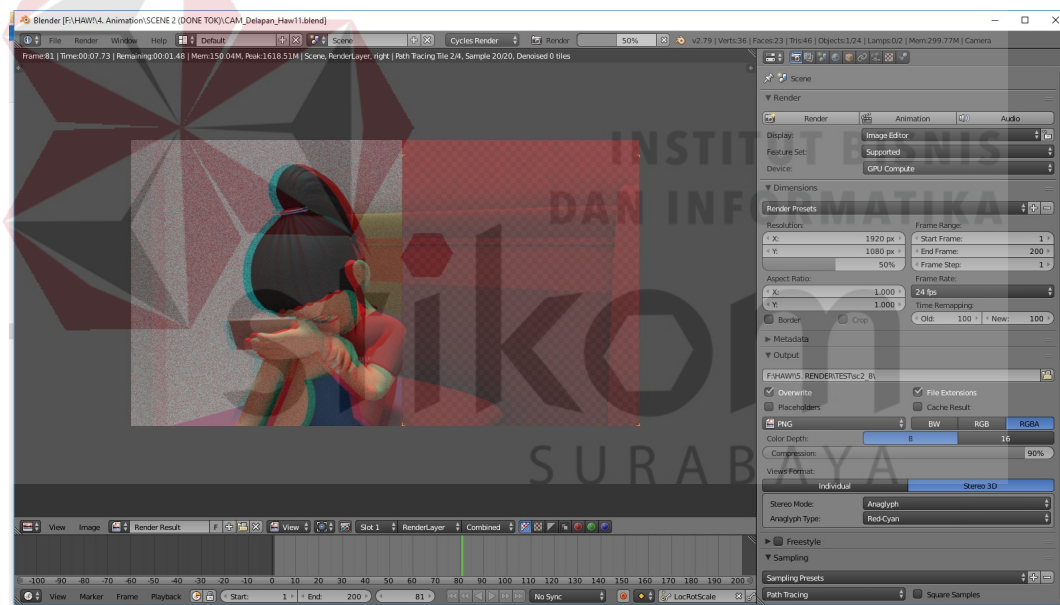 Blender [F:\HAW!\4. Animation\SCENE 2 (DONE TOK)\CAM_Delapan_Haw11.blend]
File Render Window Help Default Scene Cycles Render Render 50% v2.79 | Verts:36 | Faces:23 | Tris:46 | Objects:1/24 | Lamps:0/2 | Mem:299.77M | Camera
Frame:81 | Time:00:07.73 | Remaining:00:01.48 | Mem:150.04M, Peak:1618.51M | Scene, RenderLayer, right | Path Tracing Tile 2/4, Sample 20/20, Denoised 0 tiles
Scene
Render
Render Animation Audio
Display: Image Editor
Feature Set: Supported
Device: GPU Compute
Dimensions
Render Presets
Resolution: Frame Range:
X: 1920 px Start Frame: 1
Y: 1080 px End Frame: 200
50% Frame Step: 1
Aspect Ratio: Frame Rate:
X: 1.000 24 fps
Y: 1.000 Time Remapping:
Border Crop Old: 100 New: 100
Metadata
Output
F:\HAW!\5. RENDER\TEST\sc2_8\
Overwrite File Extensions
Placeholders Cache Result
PNG BW RGB RGBA
Color Depth: 8 16
Compression: 90%
Views Format:
Individual Stereo 3D
Stereo Mode: Anaglyph
Anaglyph Type: Red-Cyan
Freestyle
Sampling
Sampling Presets
Path Tracing Square Samples
View Image Render Result F View Slot 1 RenderLayer Combined
-100 -90 -80 -70 -60 -50 -40 -30 -20 -10 0 10 20 30 40 50 60 70 80 90 100 110 120 130 140 150 160 170 180 190 200
View Marker Frame Playback Start: 1 End: 200 81 No Sync LocRotScale
INSTITUT BISNIS
DAN INFORMATIKA
stikom
SURABAYA